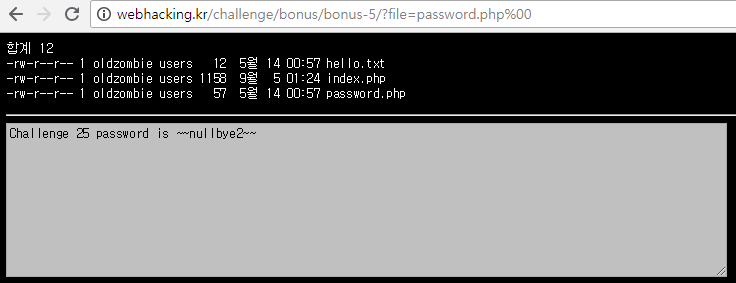 webhacking.kr/challenge/bonus/bonus-5/?file=password.php%00
합계 12
-rw-r--r-- 1 oldzombie users   12  5월 14 00:57 hello.txt
-rw-r--r-- 1 oldzombie users 1158  9월  5 01:24 index.php
-rw-r--r-- 1 oldzombie users   57  5월 14 00:57 password.php
Challenge 25 password is ~~nullbye2~~